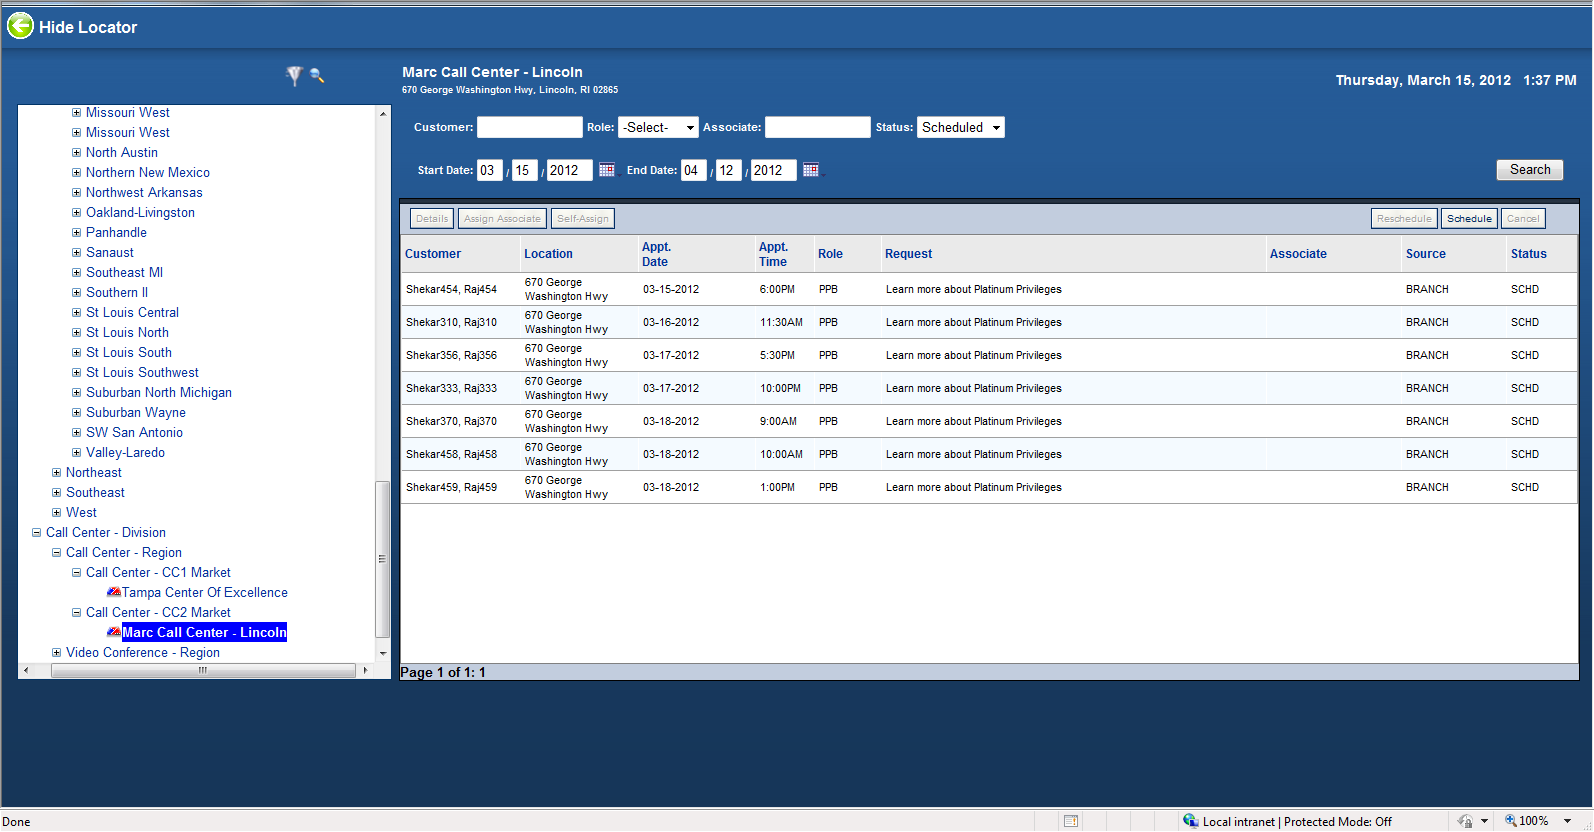 Hide Locator
Marc Call Center - Lincoln
670 George Washington Hwy, Lincoln, RI 02865
Thursday, March 15, 2012 1:37 PM
Customer: Role: -Select- Associate: Status: Scheduled
Start Date: 03 / 15 / 2012 End Date: 04 / 12 / 2012
Search
Missouri West
Missouri West
North Austin
Northern New Mexico
Northwest Arkansas
Oakland-Livingston
Panhandle
Sanaust
Southeast MI
Southern Il
St Louis Central
St Louis North
St Louis South
St Louis Southwest
Suburban North Michigan
Suburban Wayne
SW San Antonio
Valley-Laredo
Northeast
Southeast
West
Call Center - Division
Call Center - Region
Call Center - CC1 Market
Tampa Center Of Excellence
Call Center - CC2 Market
Marc Call Center - Lincoln
Video Conference - Region
Details Assign Associate Self-Assign Reschedule Schedule Cancel
Customer Location Appt. Date Appt. Time Role Request Associate Source Status
Shekar454, Raj454 670 George Washington Hwy 03-15-2012 6:00PM PPB Learn more about Platinum Privileges BRANCH SCHD
Shekar310, Raj310 670 George Washington Hwy 03-16-2012 11:30AM PPB Learn more about Platinum Privileges BRANCH SCHD
Shekar356, Raj356 670 George Washington Hwy 03-17-2012 5:30PM PPB Learn more about Platinum Privileges BRANCH SCHD
Shekar333, Raj333 670 George Washington Hwy 03-17-2012 10:00PM PPB Learn more about Platinum Privileges BRANCH SCHD
Shekar370, Raj370 670 George Washington Hwy 03-18-2012 9:00AM PPB Learn more about Platinum Privileges BRANCH SCHD
Shekar458, Raj458 670 George Washington Hwy 03-18-2012 10:00AM PPB Learn more about Platinum Privileges BRANCH SCHD
Shekar459, Raj459 670 George Washington Hwy 03-18-2012 1:00PM PPB Learn more about Platinum Privileges BRANCH SCHD
Page 1 of 1: 1
Done
Local intranet | Protected Mode: Off
100%